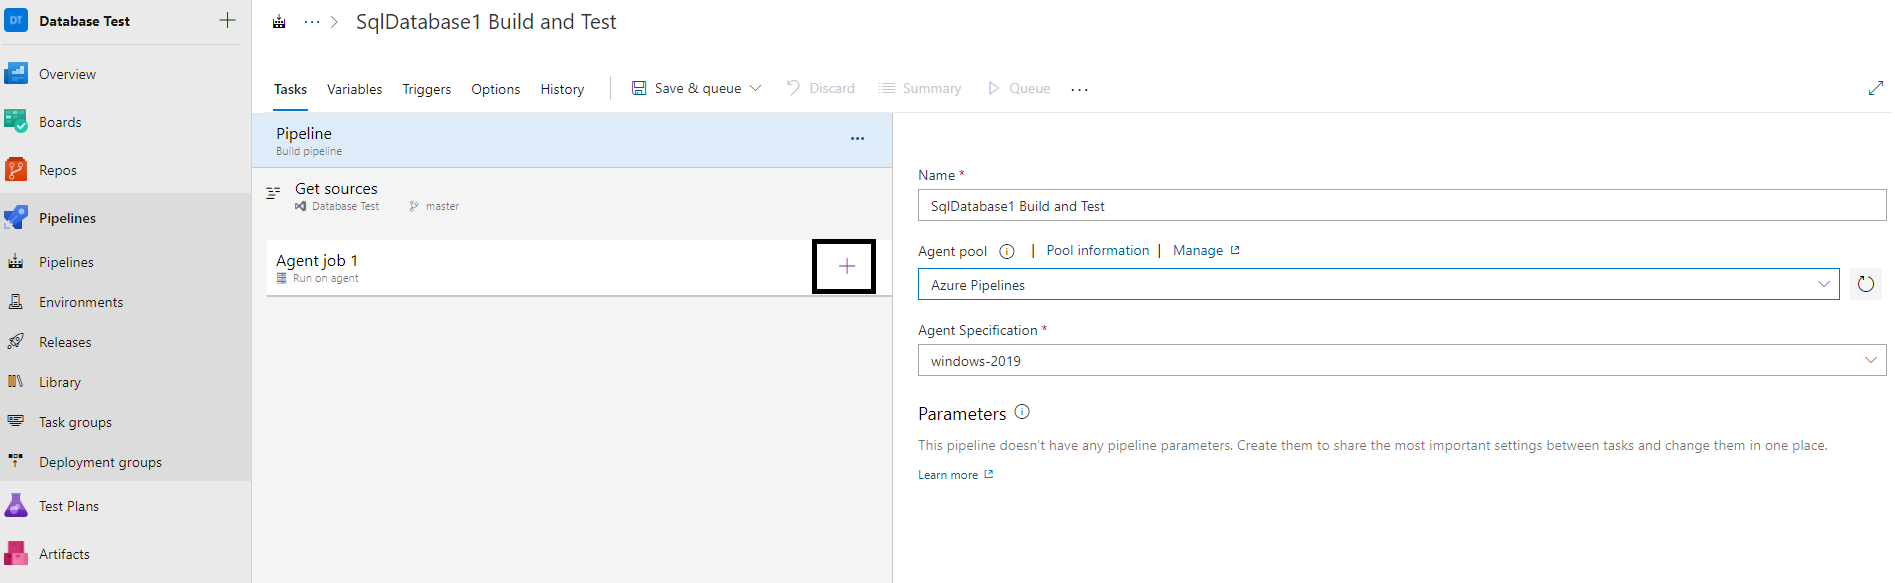 DT
Database Test
Overview
Boards
Repos
Pipelines
Pipelines
Environments
Releases
Library
Task groups
Deployment groups
Test Plans
Artifacts
··· > SqlDatabase1 Build and Test
Tasks Variables Triggers Options History Save & queue Discard Summary Queue ···
Pipeline ···
Build pipeline
Get sources
Database Test master
Agent job 1
Run on agent
Name *
SqlDatabase1 Build and Test
Agent pool | Pool information | Manage
Azure Pipelines
Agent Specification *
windows-2019
Parameters
This pipeline doesn't have any pipeline parameters. Create them to share the most important settings between tasks and change them in one place.
Learn more